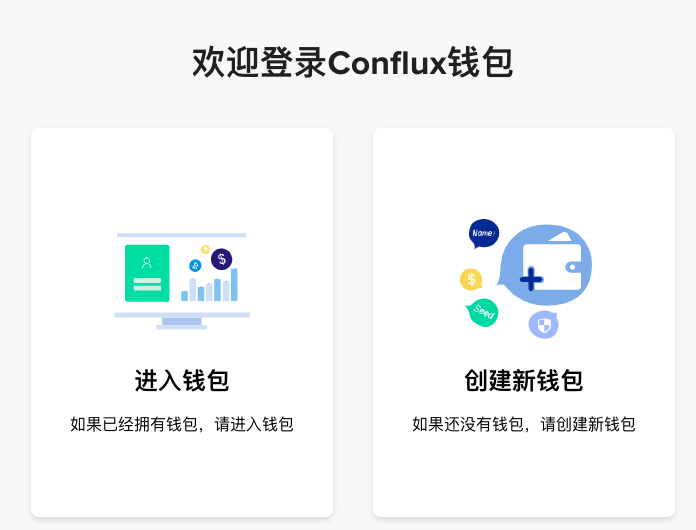 欢迎登录Conflux钱包
Name:
$
$
Seed
进入钱包
创建新钱包
如果已经拥有钱包，请进入钱包
如果还没有钱包，请创建新钱包